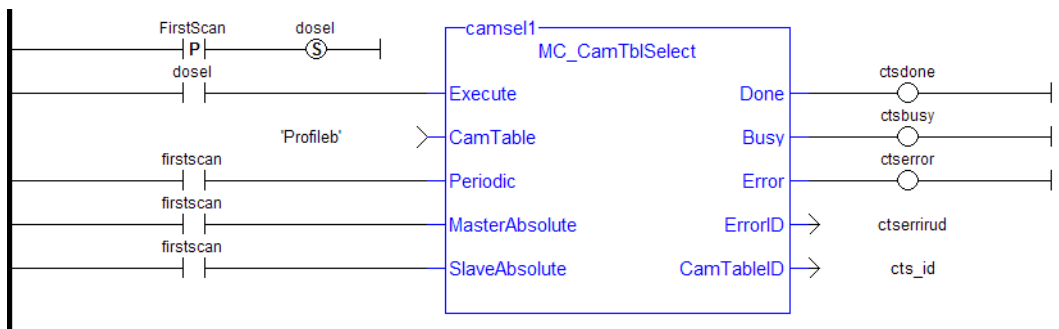 FirstScan dosel
P S
camsel1
MC_CamTblSelect
dosel
Execute Done ctsdone
'Profileb' CamTable Busy ctsbusy
firstscan
Periodic Error ctserror
firstscan
MasterAbsolute ErrorID ctserrirud
firstscan
SlaveAbsolute CamTableID cts_id